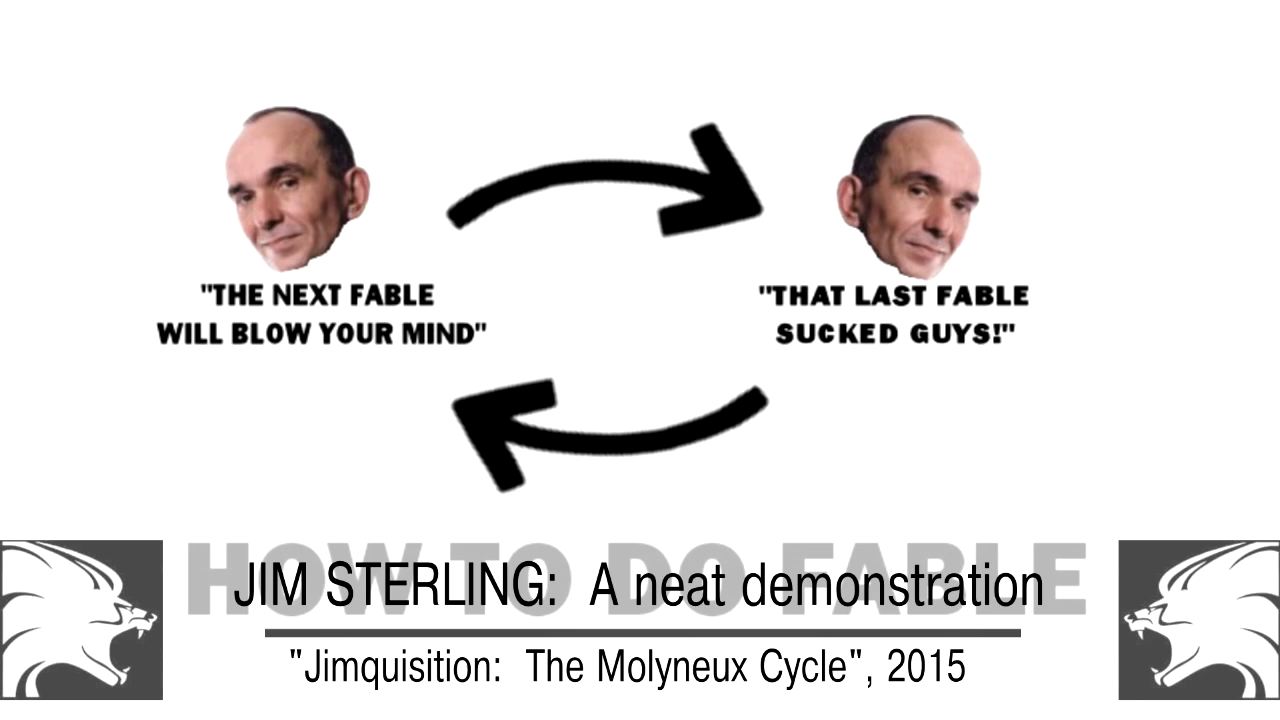 "THE NEXT FABLE
WILL BLOW YOUR MIND"
"THAT LAST FABLE
SUCKED GUYS!"
HOW TO DO FABLE
JIM STERLING:  A neat demonstration
"Jimquisition:  The Molyneux Cycle", 2015